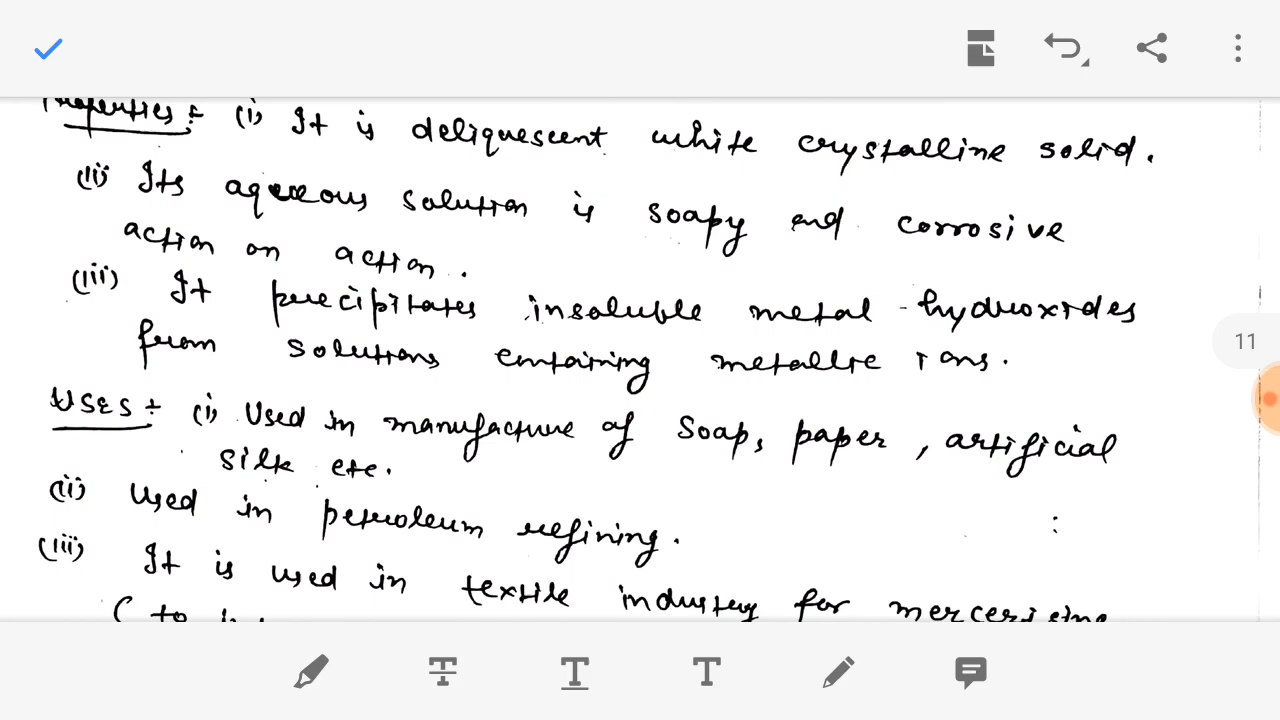 Properties :- (i) It is deliquescent white crystalline solid.
(ii) Its aqueous solution is soapy and corrosive
action on action.
(iii) It precipitates insoluble metal hydroxides
from solutions containing metallic ions.
11
Uses :- (i) Used in manufacture of soap, paper, artificial
silk etc.
(ii) Used in petroleum refining.
(iii) It is used in textile industry for mercerising
( to
T T T